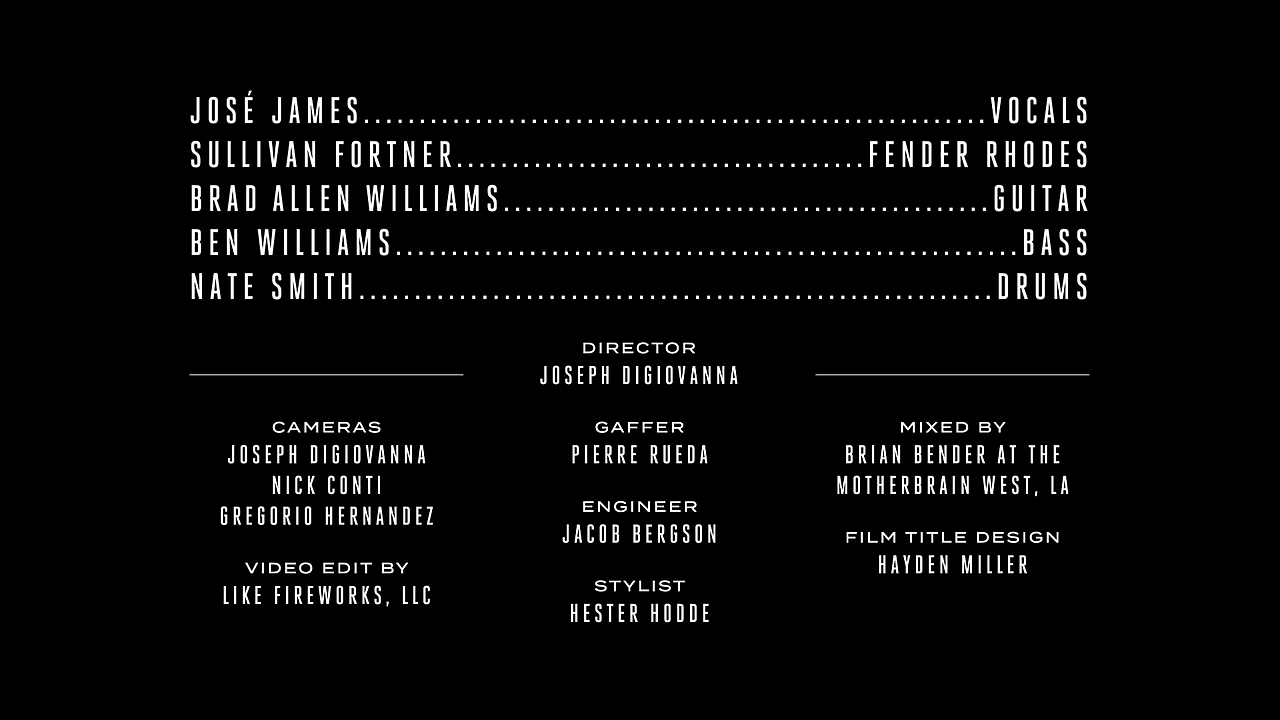 JOSÉ JAMES........................................................VOCALS
SULLIVAN FORTNER.....................................FENDER RHODES
BRAD ALLEN WILLIAMS............................................GUITAR
BEN WILLIAMS........................................................BASS
NATE SMITH.........................................................DRUMS
DIRECTOR
JOSEPH DIGIOVANNA
CAMERAS
JOSEPH DIGIOVANNA
NICK CONTI
GREGORIO HERNANDEZ
VIDEO EDIT BY
LIKE FIREWORKS, LLC
GAFFER
PIERRE RUEDA
ENGINEER
JACOB BERGSON
STYLIST
HESTER HODDE
MIXED BY
BRIAN BENDER AT THE
MOTHERBRAIN WEST, LA
FILM TITLE DESIGN
HAYDEN MILLER